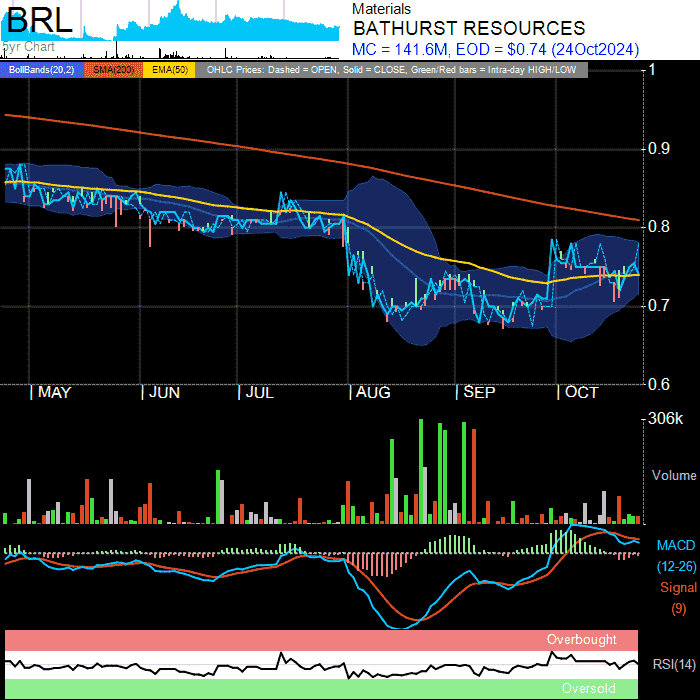 BRL
5yr Chart
Materials
BATHURST RESOURCES
MC = 141.6M, EOD = $0.74 (24Oct2024)
BollBands(20,2) SMA(200) EMA(50) OHLC Prices: Dashed = OPEN, Solid = CLOSE, Green/Red bars = Intra-day HIGH/LOW
1
0.9
0.8
0.7
0.6
MAY JUN JUL AUG SEP OCT
306k
Volume
MACD
(12-26)
Signal
(9)
Overbought
RSI(14)
Oversold